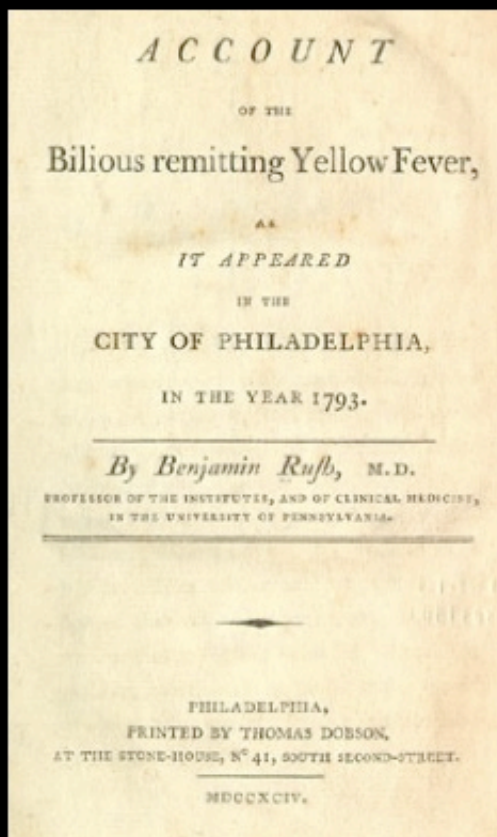 ACCOUNT
OF THE
Bilious remitting Yellow Fever,
AS
IT APPEARED
IN THE
CITY OF PHILADELPHIA,
IN THE YEAR 1793.
By Benjamin Ruſh, M.D.
PROFESSOR OF THE INSTITUTES, AND OF CLINICAL MEDICINE,
IN THE UNIVERSITY OF PENNSYLVANIA.
PHILADELPHIA,
PRINTED BY THOMAS DOBSON,
AT THE STONE-HOUSE, No 41, SOUTH SECOND-STREET.
MDCCXCIV.